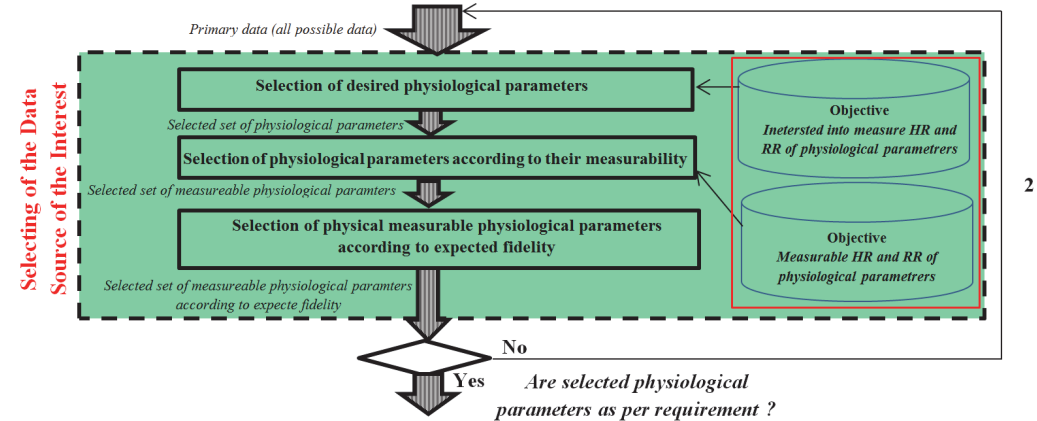 Primary data (all possible data)
Selecting of the Data
Source of the Interest
Selection of desired physiological parameters
Selected set of physiological parameters
Selection of physiological parameters according to their measurability
Selected set of measureable physiological paramters
Selection of physical measurable physiological parameters
according to expected fidelity
Selected set of measureable physiological paramters
according to expecte fidelity
Objective
Inetersted into measure HR and
RR of physiological parametrers
Objective
Measurable HR and RR of
physiological parametrers
2
No
Yes
Are selected physiological
parameters as per requirement ?